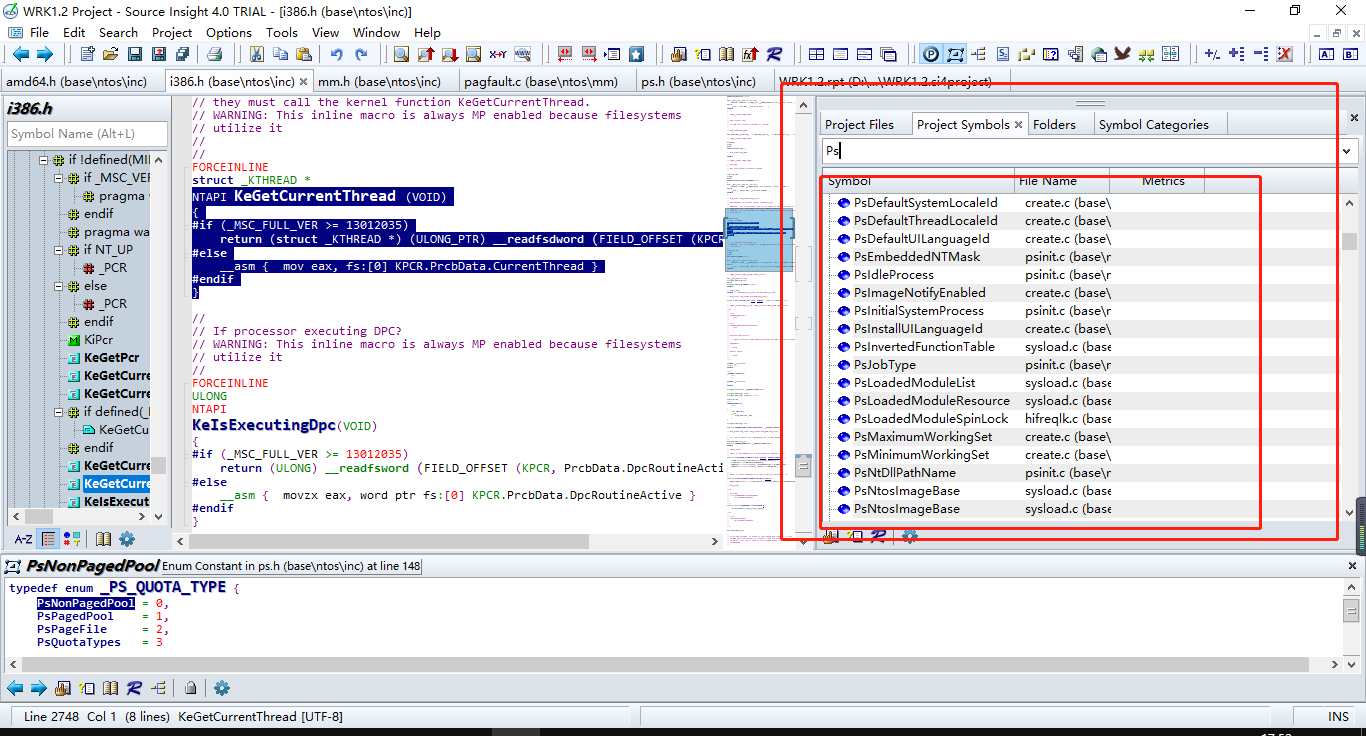 WRK1.2 Project - Source Insight 4.0 TRIAL - [i386.h (base\ntos\inc)]
File Edit Search Project Options Tools View Window Help
amd64.h (base\ntos\inc) i386.h (base\ntos\inc) mm.h (base\ntos\inc) pagfault.c (base\ntos\mm) ps.h (base\ntos\inc) WRK1.2.rpt (D:\...\WRK1.2.si4project)
i386.h
Symbol Name (Alt+L)
if !defined(MI
if _MSC_VER
pragma
endif
pragma wa
if NT_UP
_PCR
else
_PCR
endif
KiPcr
KeGetPcr
KeGetCurre
KeGetCurre
if defined(_
KeGetCu
endif
KeGetCurre
KeGetCurre
KeIsExecut
A-Z
// they must call the kernel function KeGetCurrentThread.
// WARNING: This inline macro is always MP enabled because filesystems
// utilize it
//
//
FORCEINLINE
struct _KTHREAD *
NTAPI KeGetCurrentThread (VOID)
{
#if (_MSC_FULL_VER >= 13012035)
return (struct _KTHREAD *) (ULONG_PTR) __readfsdword (FIELD_OFFSET (KPCR
#else
__asm { mov eax, fs:[0] KPCR.PrcbData.CurrentThread }
#endif
}
//
// If processor executing DPC?
// WARNING: This inline macro is always MP enabled because filesystems
// utilize it
//
FORCEINLINE
ULONG
NTAPI
KeIsExecutingDpc(VOID)
{
#if (_MSC_FULL_VER >= 13012035)
return (ULONG) __readfsword (FIELD_OFFSET (KPCR, PrcbData.DpcRoutineActi
#else
__asm { movzx eax, word ptr fs:[0] KPCR.PrcbData.DpcRoutineActive }
#endif
}
Project Files Project Symbols Folders Symbol Categories
Ps
Symbol File Name Metrics
PsDefaultSystemLocaleId create.c (base\
PsDefaultThreadLocaleId create.c (base\
PsDefaultUILanguageId create.c (base\
PsEmbeddedNTMask psinit.c (base\
PsIdleProcess psinit.c (base\
PsImageNotifyEnabled create.c (base\
PsInitialSystemProcess psinit.c (base\
PsInstallUILanguageId create.c (base\
PsInvertedFunctionTable sysload.c (base
PsJobType psinit.c (base\n
PsLoadedModuleList sysload.c (base
PsLoadedModuleResource sysload.c (base
PsLoadedModuleSpinLock hifreqlk.c (base
PsMaximumWorkingSet create.c (base\
PsMinimumWorkingSet create.c (base\
PsNtDllPathName psinit.c (base\
PsNtosImageBase sysload.c (base
PsNtosImageBase sysload.c (base
PsNonPagedPool Enum Constant in ps.h (base\ntos\inc) at line 148
typedef enum _PS_QUOTA_TYPE {
PsNonPagedPool = 0,
PsPagedPool = 1,
PsPageFile = 2,
PsQuotaTypes = 3
Line 2748 Col 1 (8 lines) KeGetCurrentThread [UTF-8] INS